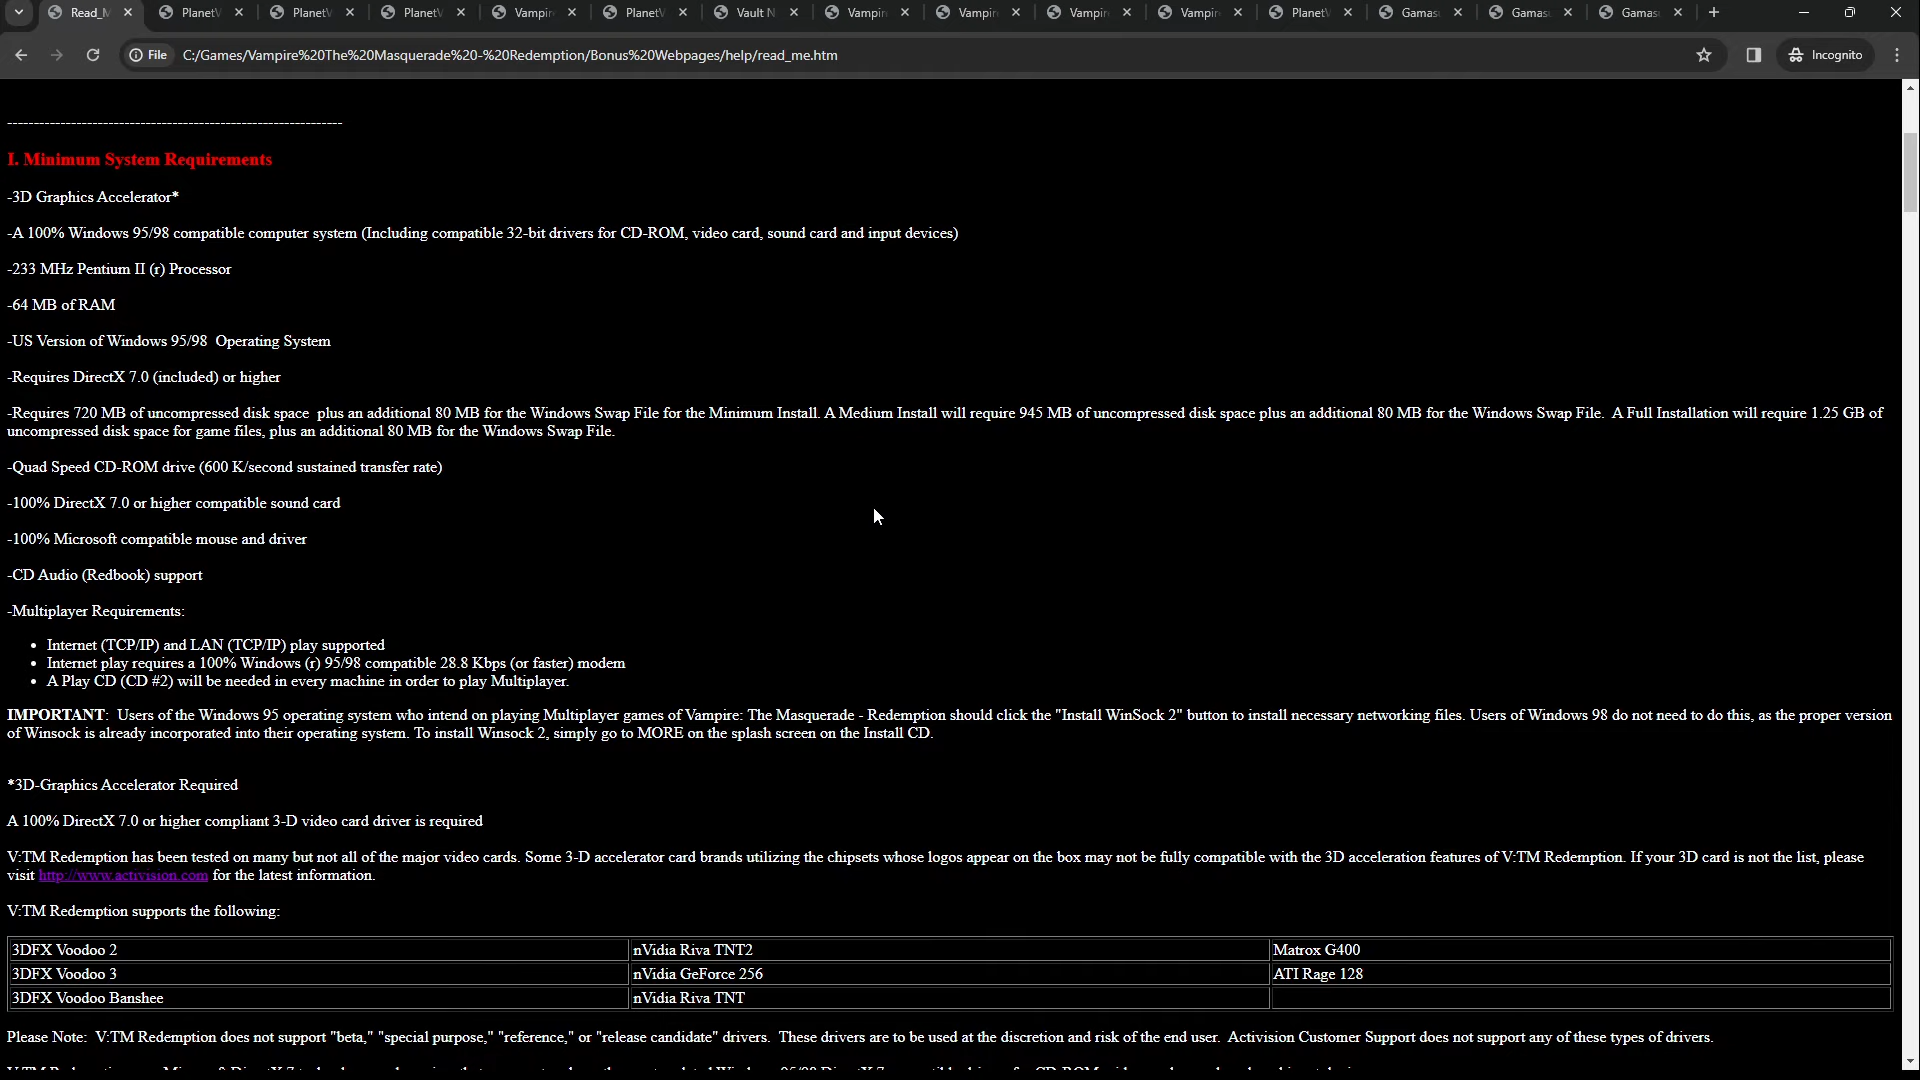 Read_M
PlanetV
PlanetV
PlanetV
Vampir
PlanetV
Vault N
Vampir
Vampir
Vampir
Vampir
PlanetV
Gamas
Gamas
Gamas
File
C:/Games/Vampire%20The%20Masquerade%20-%20Redemption/Bonus%20Webpages/help/read_me.htm
Incognito
----------------------------------------------------------------
I. Minimum System Requirements
-3D Graphics Accelerator*
-A 100% Windows 95/98 compatible computer system (Including compatible 32-bit drivers for CD-ROM, video card, sound card and input devices)
-233 MHz Pentium II (r) Processor
-64 MB of RAM
-US Version of Windows 95/98  Operating System
-Requires DirectX 7.0 (included) or higher
-Requires 720 MB of uncompressed disk space  plus an additional 80 MB for the Windows Swap File for the Minimum Install. A Medium Install will require 945 MB of uncompressed disk space plus an additional 80 MB for the Windows Swap File.  A Full Installation will require 1.25 GB of
uncompressed disk space for game files, plus an additional 80 MB for the Windows Swap File.
-Quad Speed CD-ROM drive (600 K/second sustained transfer rate)
-100% DirectX 7.0 or higher compatible sound card
-100% Microsoft compatible mouse and driver
-CD Audio (Redbook) support
-Multiplayer Requirements:
• Internet (TCP/IP) and LAN (TCP/IP) play supported
• Internet play requires a 100% Windows (r) 95/98 compatible 28.8 Kbps (or faster) modem
• A Play CD (CD #2) will be needed in every machine in order to play Multiplayer.
IMPORTANT:  Users of the Windows 95 operating system who intend on playing Multiplayer games of Vampire: The Masquerade - Redemption should click the "Install WinSock 2" button to install necessary networking files. Users of Windows 98 do not need to do this, as the proper version
of Winsock is already incorporated into their operating system. To install Winsock 2, simply go to MORE on the splash screen on the Install CD.
*3D-Graphics Accelerator Required
A 100% DirectX 7.0 or higher compliant 3-D video card driver is required
V:TM Redemption has been tested on many but not all of the major video cards. Some 3-D accelerator card brands utilizing the chipsets whose logos appear on the box may not be fully compatible with the 3D acceleration features of V:TM Redemption. If your 3D card is not the list, please
visit http://www.activision.com for the latest information.
V:TM Redemption supports the following:
3DFX Voodoo 2 nVidia Riva TNT2 Matrox G400
3DFX Voodoo 3 nVidia GeForce 256 ATI Rage 128
3DFX Voodoo Banshee nVidia Riva TNT
Please Note:  V:TM Redemption does not support "beta," "special purpose," "reference," or "release candidate" drivers.  These drivers are to be used at the discretion and risk of the end user.  Activision Customer Support does not support any of these types of drivers.